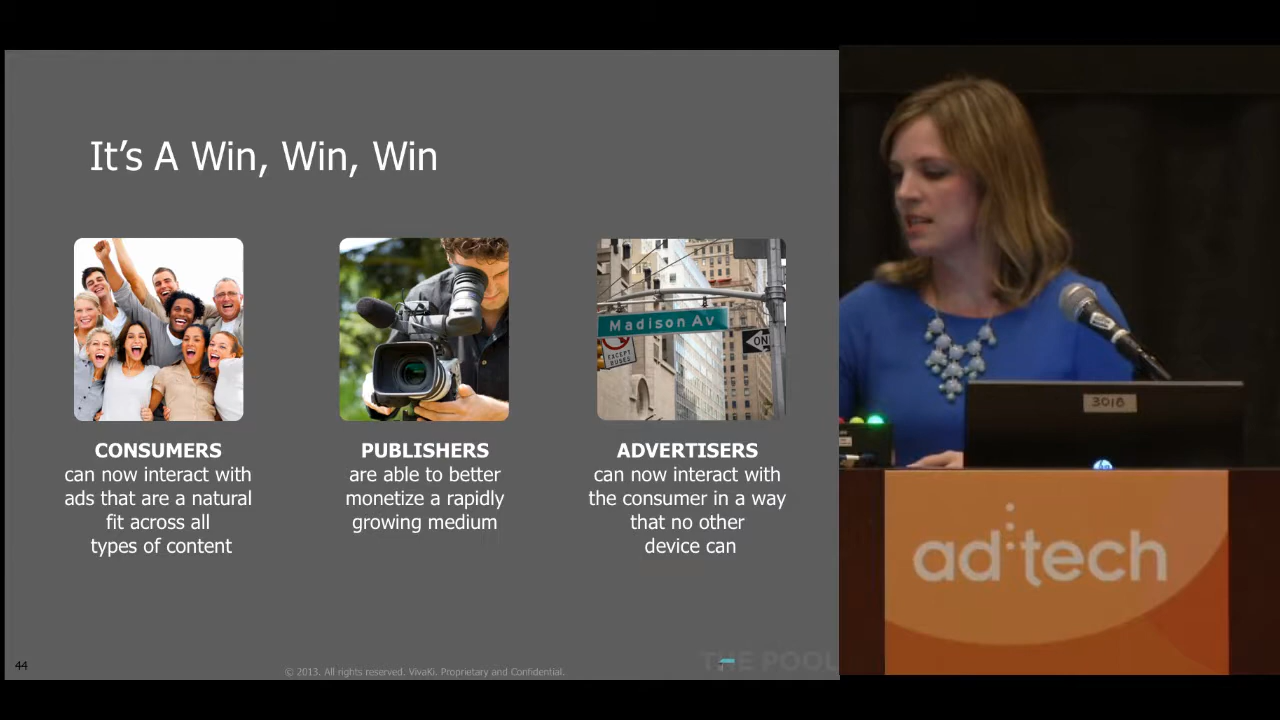 It's A Win, Win, Win
Madison Av
EXCEPT
BUSES
ON
CONSUMERS
can now interact with
ads that are a natural
fit across all
types of content
PUBLISHERS
are able to better
monetize a rapidly
growing medium
ADVERTISERS
can now interact with
the consumer in a way
that no other
device can
44
© 2013. All rights reserved. VivaKi. Proprietary and Confidential.
THE POOL
3018
hp
ad:tech